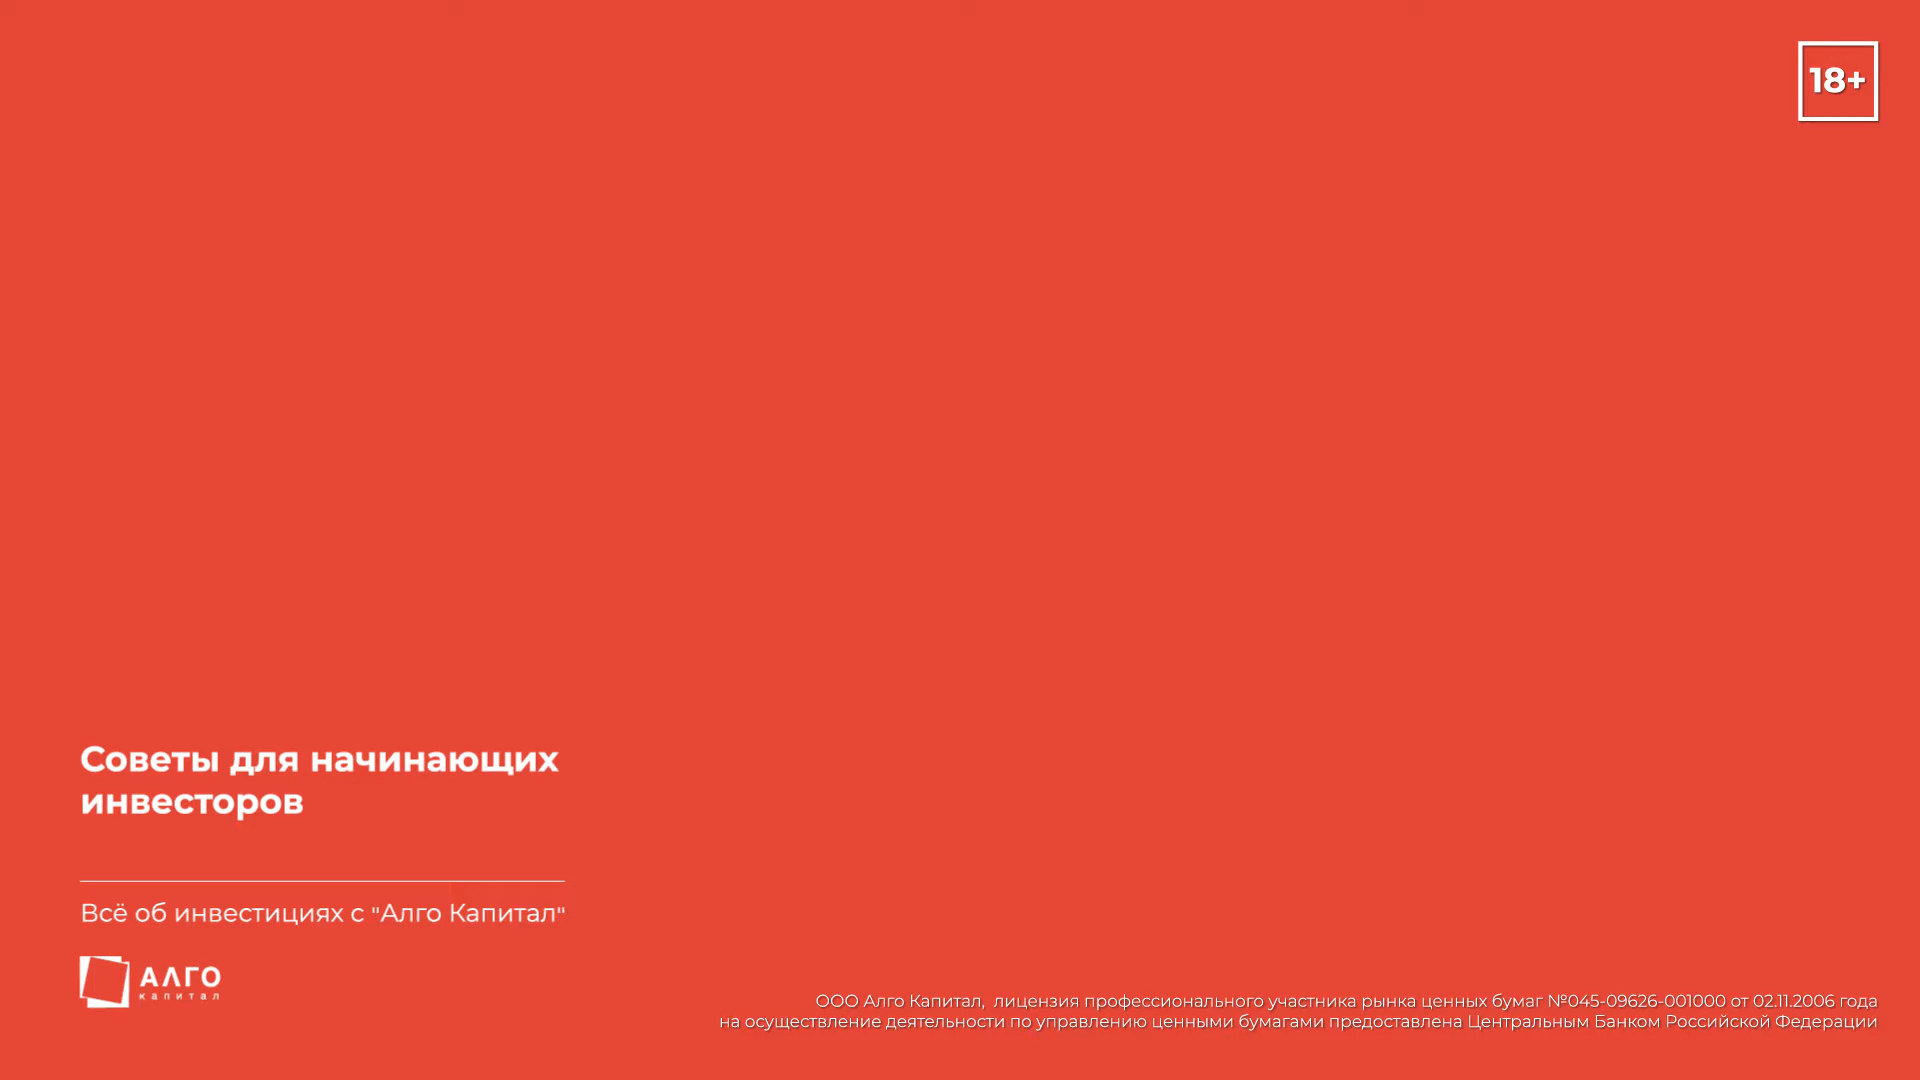 18+
Советы для начинающих
инвесторов
Всё об инвестициях с "Алго Капитал"
АЛГО
капитал
ООО Алго Капитал, лицензия профессионального участника рынка ценных бумаг №045-09626-001000 от 02.11.2006 года
на осуществление деятельности по управлению ценными бумагами предоставлена Центральным Банком Российской Федерации